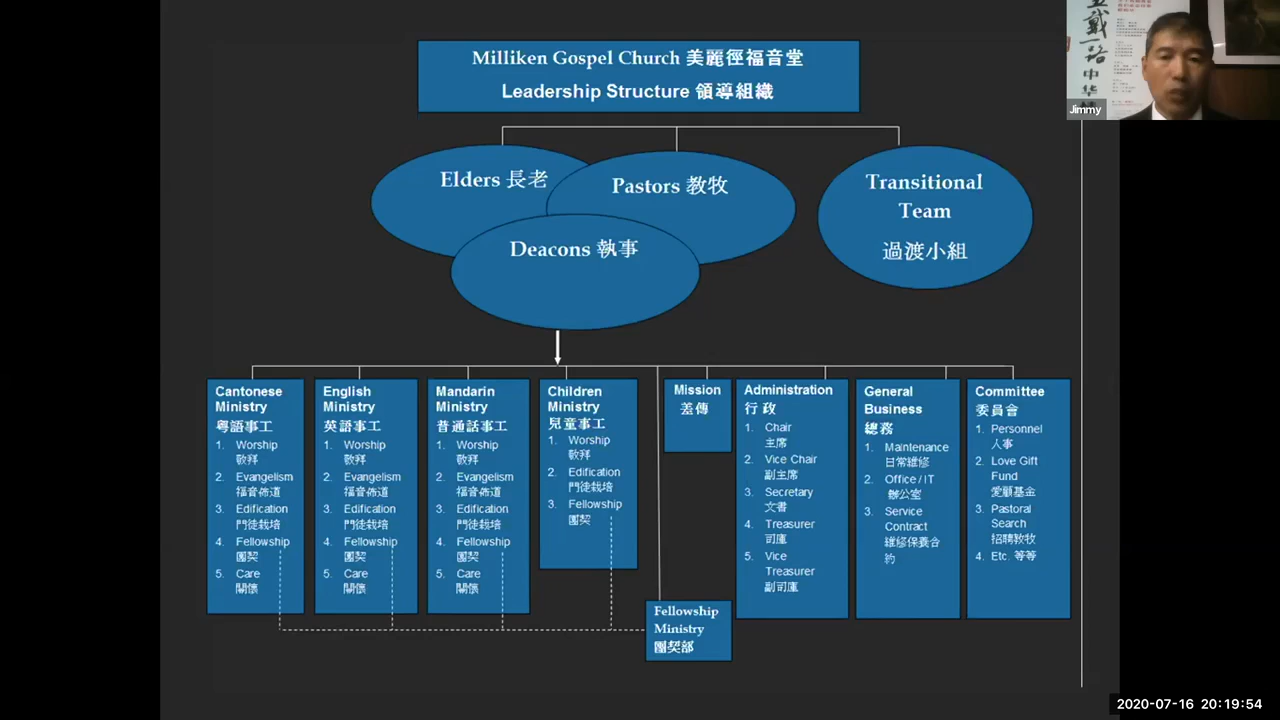 Milliken Gospel Church 美麗徑福音堂
Leadership Structure 領導組織
Jimmy
Elders 長老
Pastors 教牧
Deacons 執事
Transitional
Team
過渡小組
Cantonese
Ministry
粵語事工
1. Worship
敬拜
2. Evangelism
福音佈道
3. Edification
門徒栽培
4. Fellowship
團契
5. Care
關懷
English
Ministry
英語事工
1. Worship
敬拜
2. Evangelism
福音佈道
3. Edification
門徒栽培
4. Fellowship
團契
5. Care
關懷
Mandarin
Ministry
普通話事工
1. Worship
敬拜
2. Evangelism
福音佈道
3. Edification
門徒栽培
4. Fellowship
團契
5. Care
關懷
Children
Ministry
兒童事工
1. Worship
敬拜
2. Edification
門徒栽培
3. Fellowship
團契
Mission
差傳
Fellowship
Ministry
團契部
Administration
行政
1. Chair
主席
2. Vice Chair
副主席
3. Secretary
文書
4. Treasurer
司庫
5. Vice
Treasurer
副司庫
General
Business
總務
1. Maintenance
日常維修
2. Office / IT
辦公室
3. Service
Contract
維修保養合
約
Committee
委員會
1. Personnel
人事
2. Love Gift
Fund
愛顧基金
3. Pastoral
Search
招聘教牧
4. Etc. 等等
2020-07-16 20:19:54